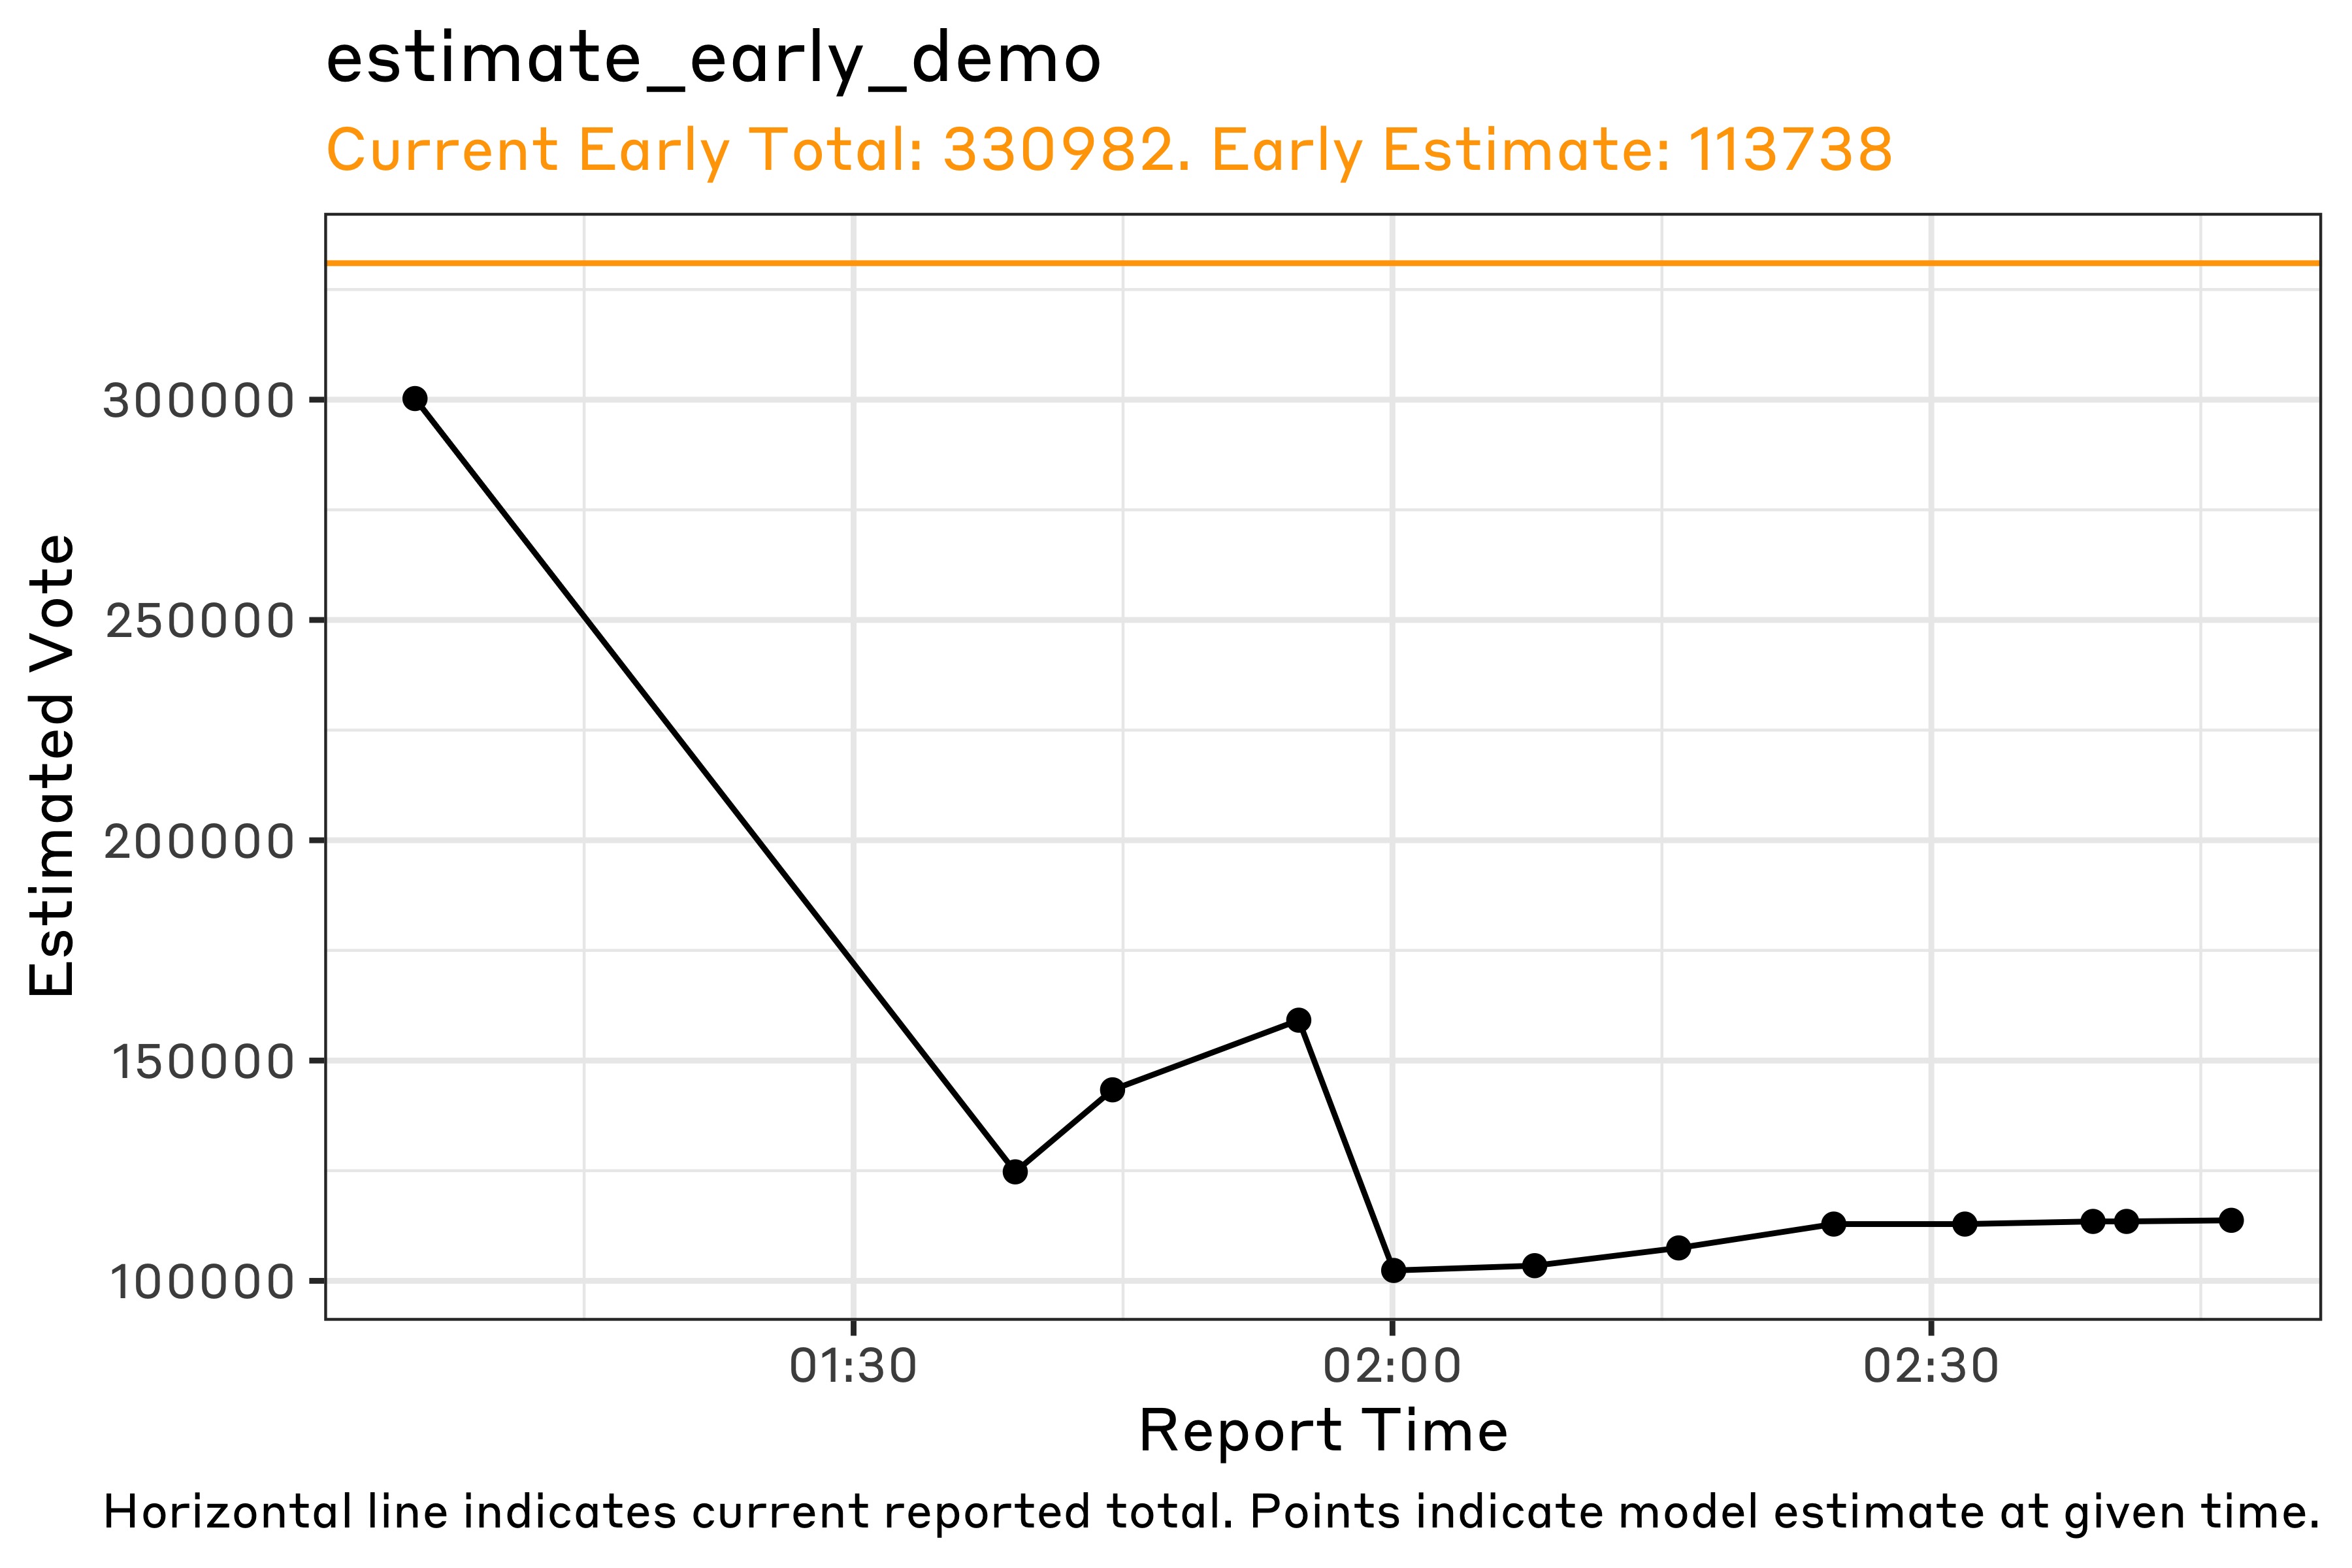 estimate_early_demo
Current Early Total: 330982. Early Estimate: 113738
Estimated Vote
300000
250000
200000
150000
100000
01:30
02:00
02:30
Report Time
Horizontal line indicates current reported total. Points indicate model estimate at given time.